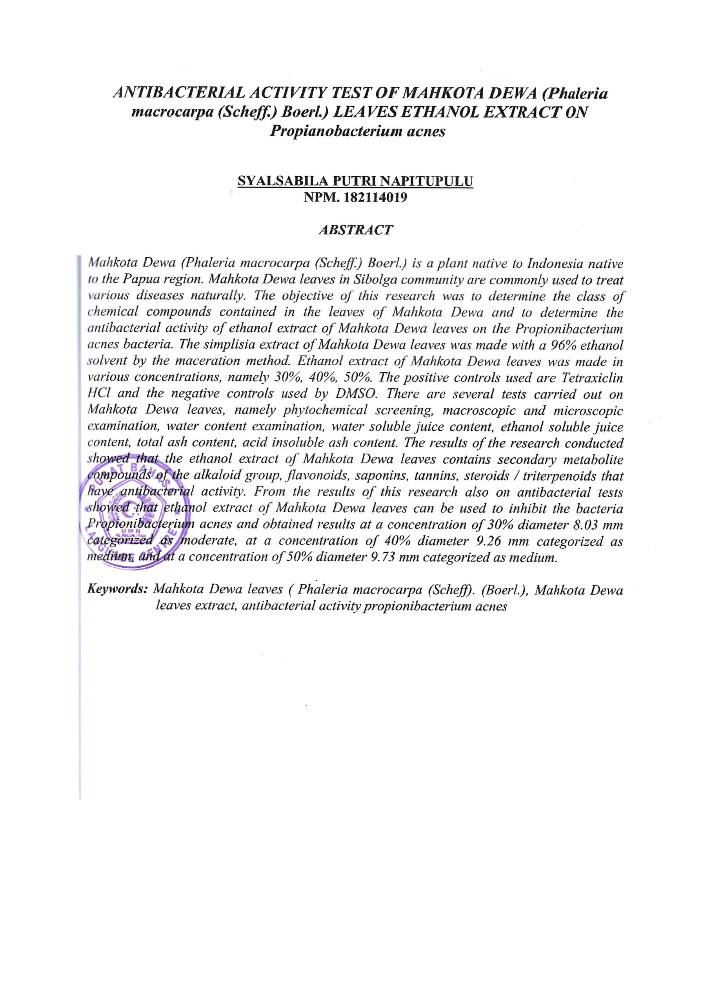 ANTIBACTERIAL ACTIVITY TEST OF MAHKOTA DEWA (Phaleria
macrocarpa (Scheff.) Boerl.) LEAVES ETHANOL EXTRACT ON
Propianobacterium acnes
SYALSABILA PUTRI NAPITUPULU
NPM. 182114019
ABSTRACT
Mahkota Dewa (Phaleria macrocarpa (Scheff.) Boerl.) is a plant native to Indonesia native
to the Papua region. Mahkota Dewa leaves in Sibolga community are commonly used to treat
various diseases naturally. The objective of this research was to determine the class of
chemical compounds contained in the leaves of Mahkota Dewa and to determine the
antibacterial activity of ethanol extract of Mahkota Dewa leaves on the Propionibacterium
acnes bacteria. The simplisia extract of Mahkota Dewa leaves was made with a 96% ethanol
solvent by the maceration method. Ethanol extract of Mahkota Dewa leaves was made in
various concentrations, namely 30%, 40%, 50%. The positive controls used are Tetraxiclin
HCl and the negative controls used by DMSO. There are several tests carried out on
Mahkota Dewa leaves, namely phytochemical screening, macroscopic and microscopic
examination, water content examination, water soluble juice content, ethanol soluble juice
content, total ash content, acid insoluble ash content. The results of the research conducted
showed that the ethanol extract of Mahkota Dewa leaves contains secondary metabolite
compounds of the alkaloid group, flavonoids, saponins, tannins, steroids / triterpenoids that
have antibacterial activity. From the results of this research also on antibacterial tests
showed that ethanol extract of Mahkota Dewa leaves can be used to inhibit the bacteria
Propionibacterium acnes and obtained results at a concentration of 30% diameter 8.03 mm
categorized as moderate, at a concentration of 40% diameter 9.26 mm categorized as
medium, and at a concentration of 50% diameter 9.73 mm categorized as medium.
PUSAT BAHASA
UMN
AL WASHLIYAH
LANGUAGE CENTRE
Keywords: Mahkota Dewa leaves ( Phaleria macrocarpa (Scheff). (Boerl.), Mahkota Dewa
leaves extract, antibacterial activity propionibacterium acnes